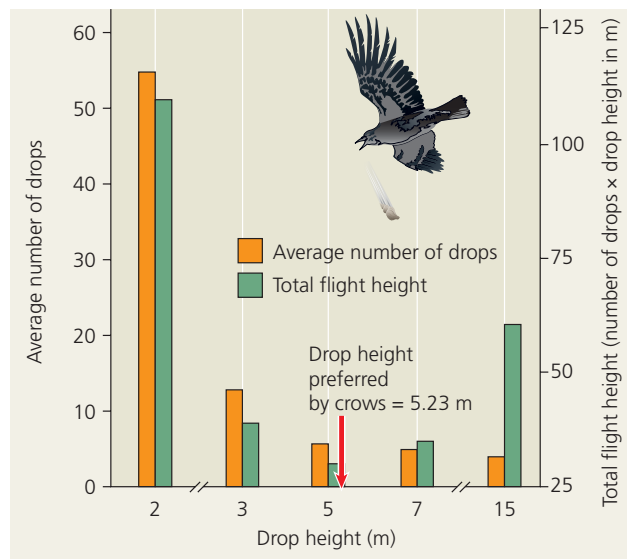 Average number of drops
60
50
40
30
20
10
0
125
100
75
50
25
Total flight height (number of drops × drop height in m)
Average number of drops
Total flight height
Drop height
preferred
by crows = 5.23 m
2
3
5
7
15
Drop height (m)